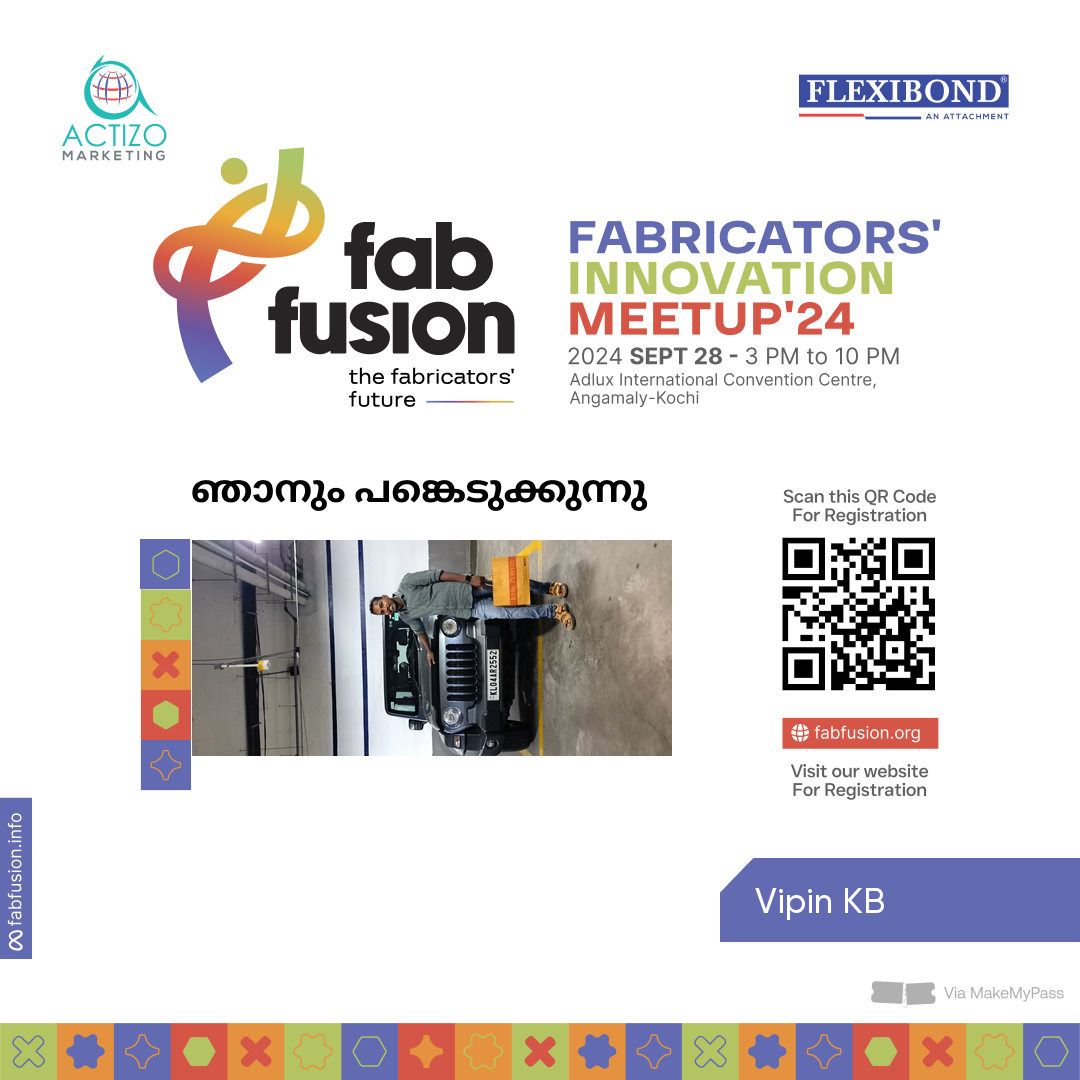 ACTIZO
MARKETING
FLEXIBOND®
AN ATTACHMENT
fab
fusion
the fabricators'
future
FABRICATORS'
INNOVATION
MEETUP'24
2024 SEPT 28 - 3 PM to 10 PM
Adlux International Convention Centre,
Angamaly-Kochi
ഞാനും പങ്കെടുക്കുന്നു
KL04AR2552
Scan this QR Code
For Registration
fabfusion.org
Visit our website
For Registration
fabfusion.info
Vipin KB
Via MakeMyPass